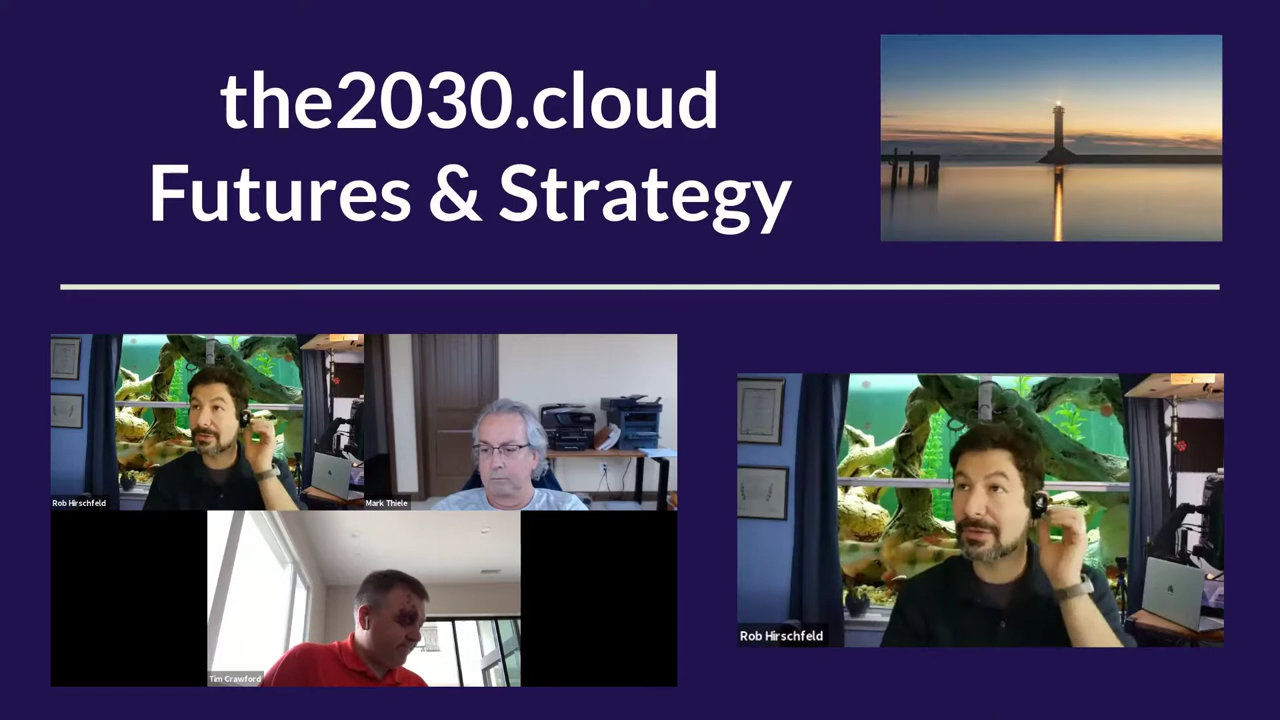 the2030.cloud
Futures & Strategy
Rob Hirschfeld
Mark Thiele
Tim Crawford
Rob Hirschfeld